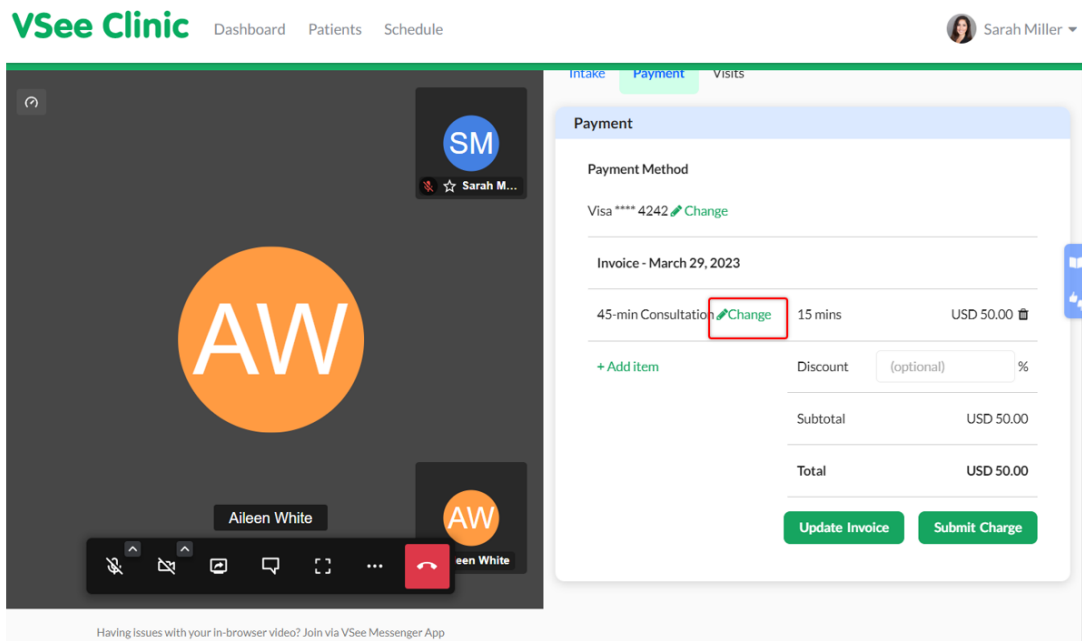 VSee Clinic Dashboard Patients Schedule Sarah Miller
Intake Payment Visits
SM
Sarah M...
AW
Aileen White
AW
een White
Having issues with your in-browser video? Join via VSee Messenger App
Payment
Payment Method
Visa **** 4242 Change
Invoice - March 29, 2023
45-min Consultation Change 15 mins USD 50.00
+ Add item Discount (optional) %
Subtotal USD 50.00
Total USD 50.00
Update Invoice Submit Charge